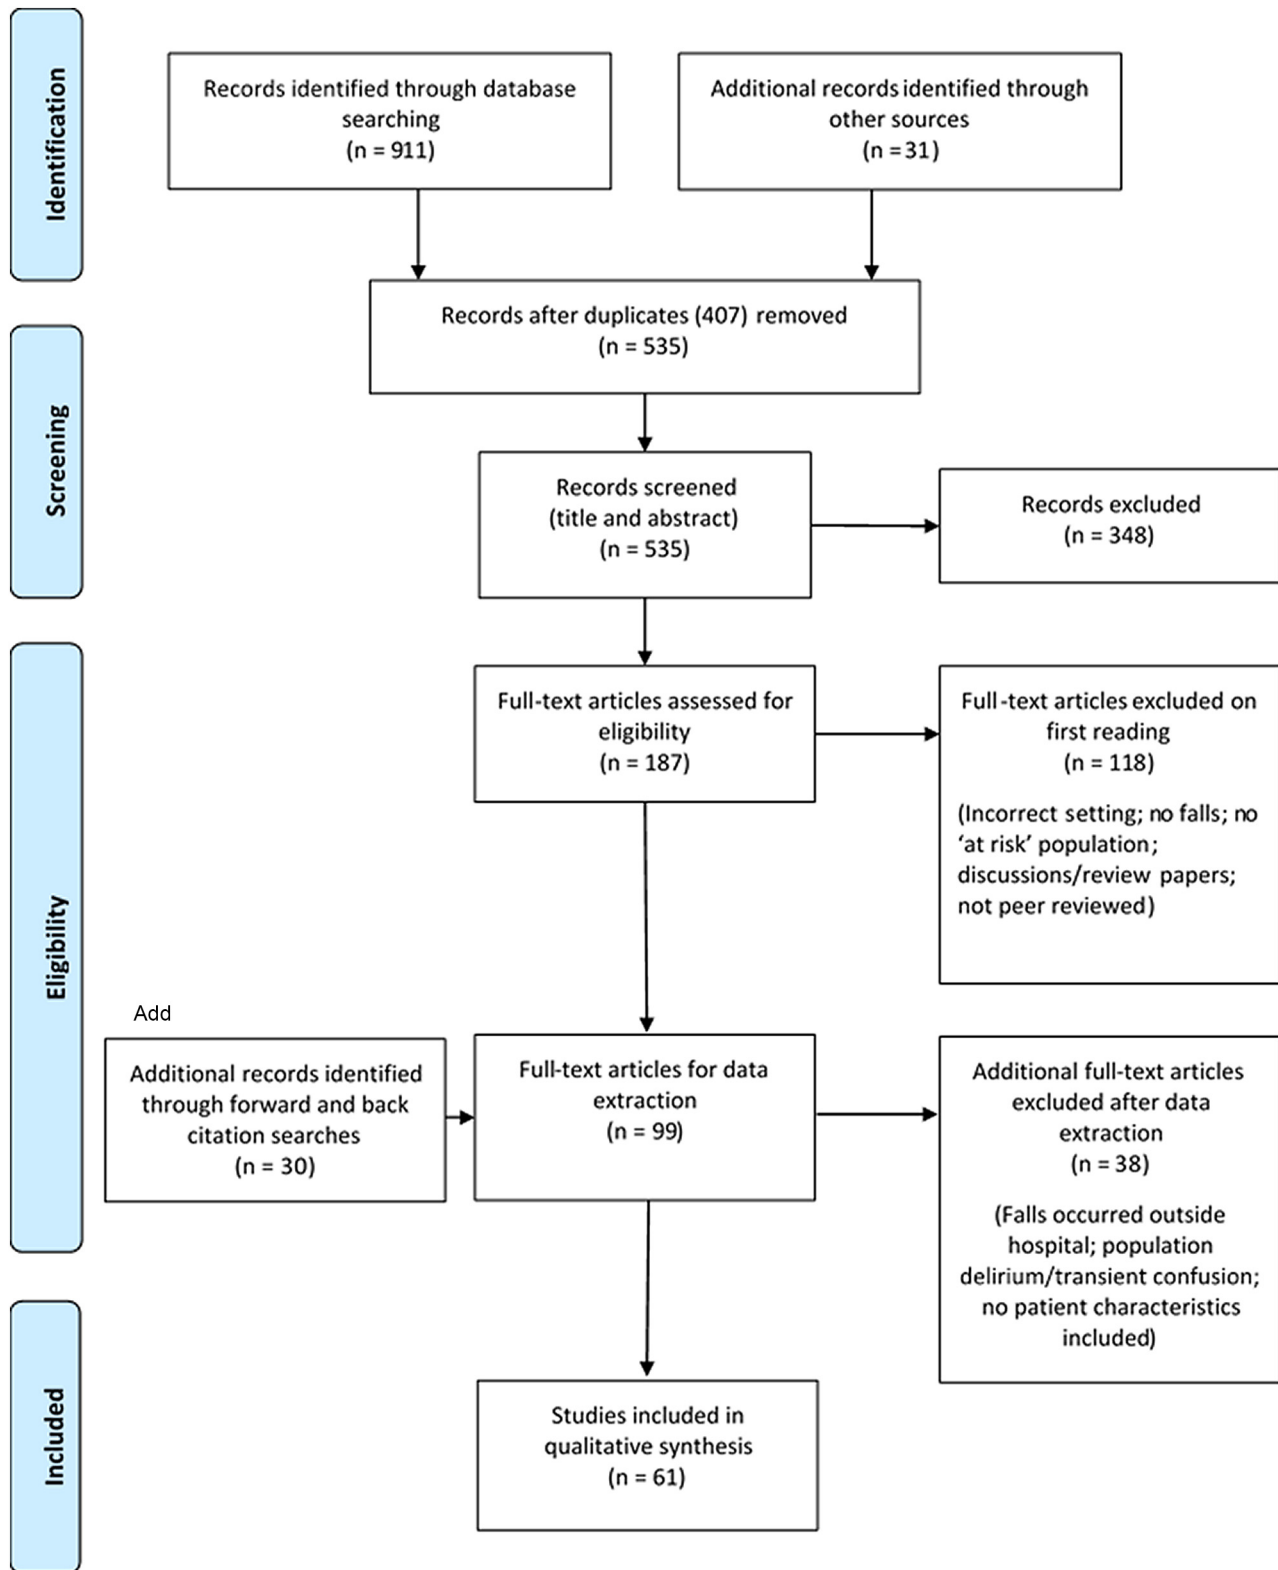 Identification
Records identified through database
searching
(n = 911)
Additional records identified through
other sources
(n = 31)
Records after duplicates (407) removed
(n = 535)
Screening
Records screened
(title and abstract)
(n = 535)
Records excluded
(n = 348)
Eligibility
Full-text articles assessed for
eligibility
(n = 187)
Full-text articles excluded on
first reading
(n = 118)
(Incorrect setting; no falls; no
‘at risk’ population;
discussions/review papers;
not peer reviewed)
Add
Additional records identified
through forward and back
citation searches
(n = 30)
Full-text articles for data
extraction
(n = 99)
Additional full-text articles
excluded after data
extraction
(n = 38)
(Falls occurred outside
hospital; population
delirium/transient confusion;
no patient characteristics
included)
Included
Studies included in
qualitative synthesis
(n = 61)